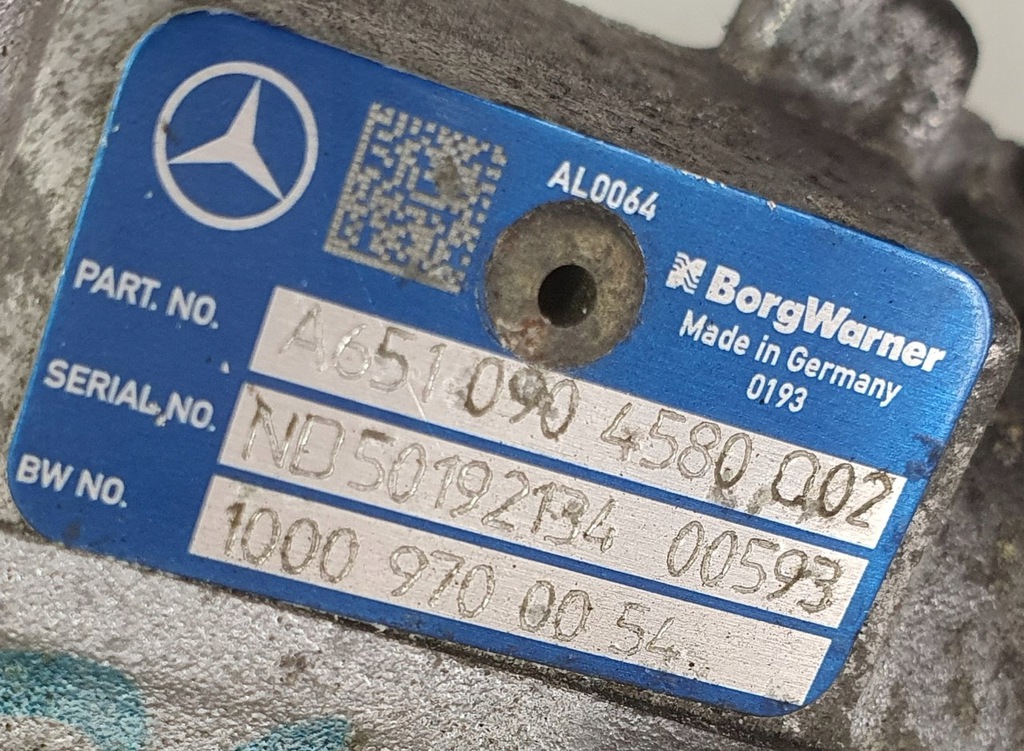 AL0064
BorgWarner
Made in Germany
0193
PART. NO. A651 090 4580 Q02
SERIAL NO. ND50192134 00593
BW NO. 1000 970 00 54